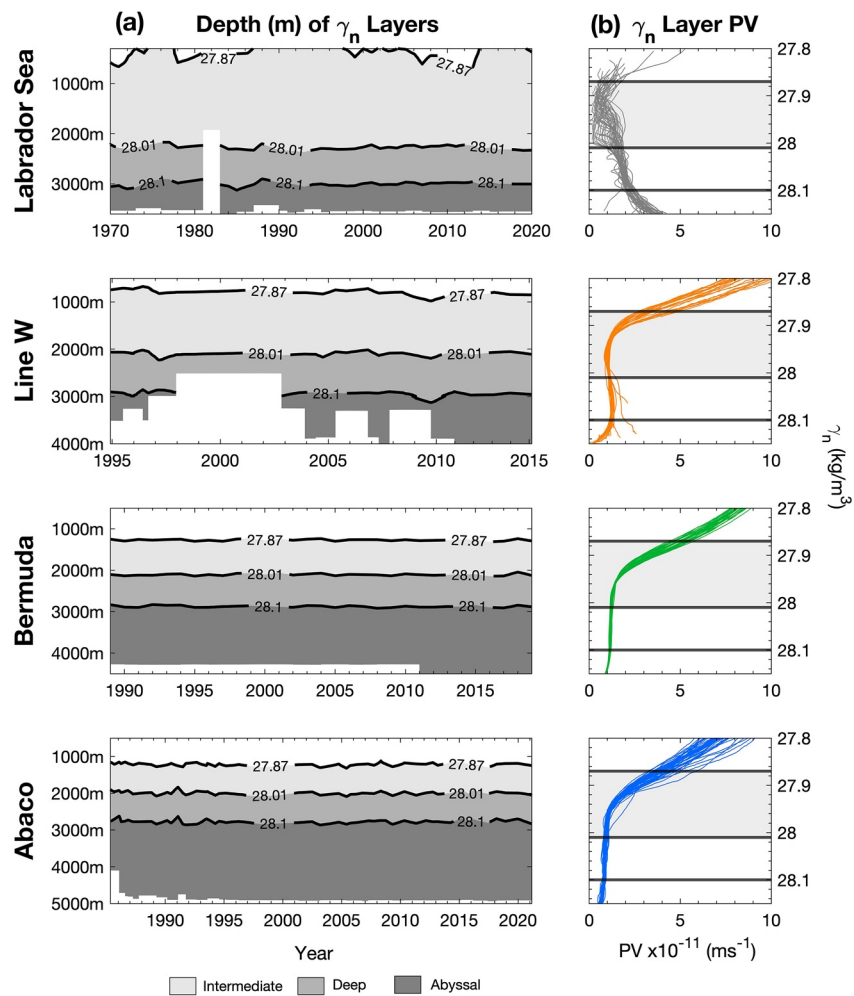 (a) Depth (m) of γn Layers
(b) γn Layer PV
Labrador Sea
1000m
2000m
3000m
27.87
27.87
28.01
28.01
28.01
28.1
28.1
28.1
1970 1980 1990 2000 2010 2020
27.8
27.9
28
28.1
0 5 10
Line W
1000m
2000m
3000m
4000m
27.87
27.87
28.01
28.01
28.1
1995 2000 2005 2010 2015
27.8
27.9
28
28.1
0 5 10
γn (kg/m³)
Bermuda
1000m
2000m
3000m
4000m
27.87
27.87
28.01
28.01
28.1
28.1
1990 1995 2000 2005 2010 2015
27.8
27.9
28
28.1
0 5 10
Abaco
1000m
2000m
3000m
4000m
5000m
27.87
27.87
28.01
28.01
28.1
28.1
1990 1995 2000 2005 2010 2015 2020
27.8
27.9
28
28.1
0 5 10
Year
PV x10⁻¹¹ (ms⁻¹)
Intermediate Deep Abyssal